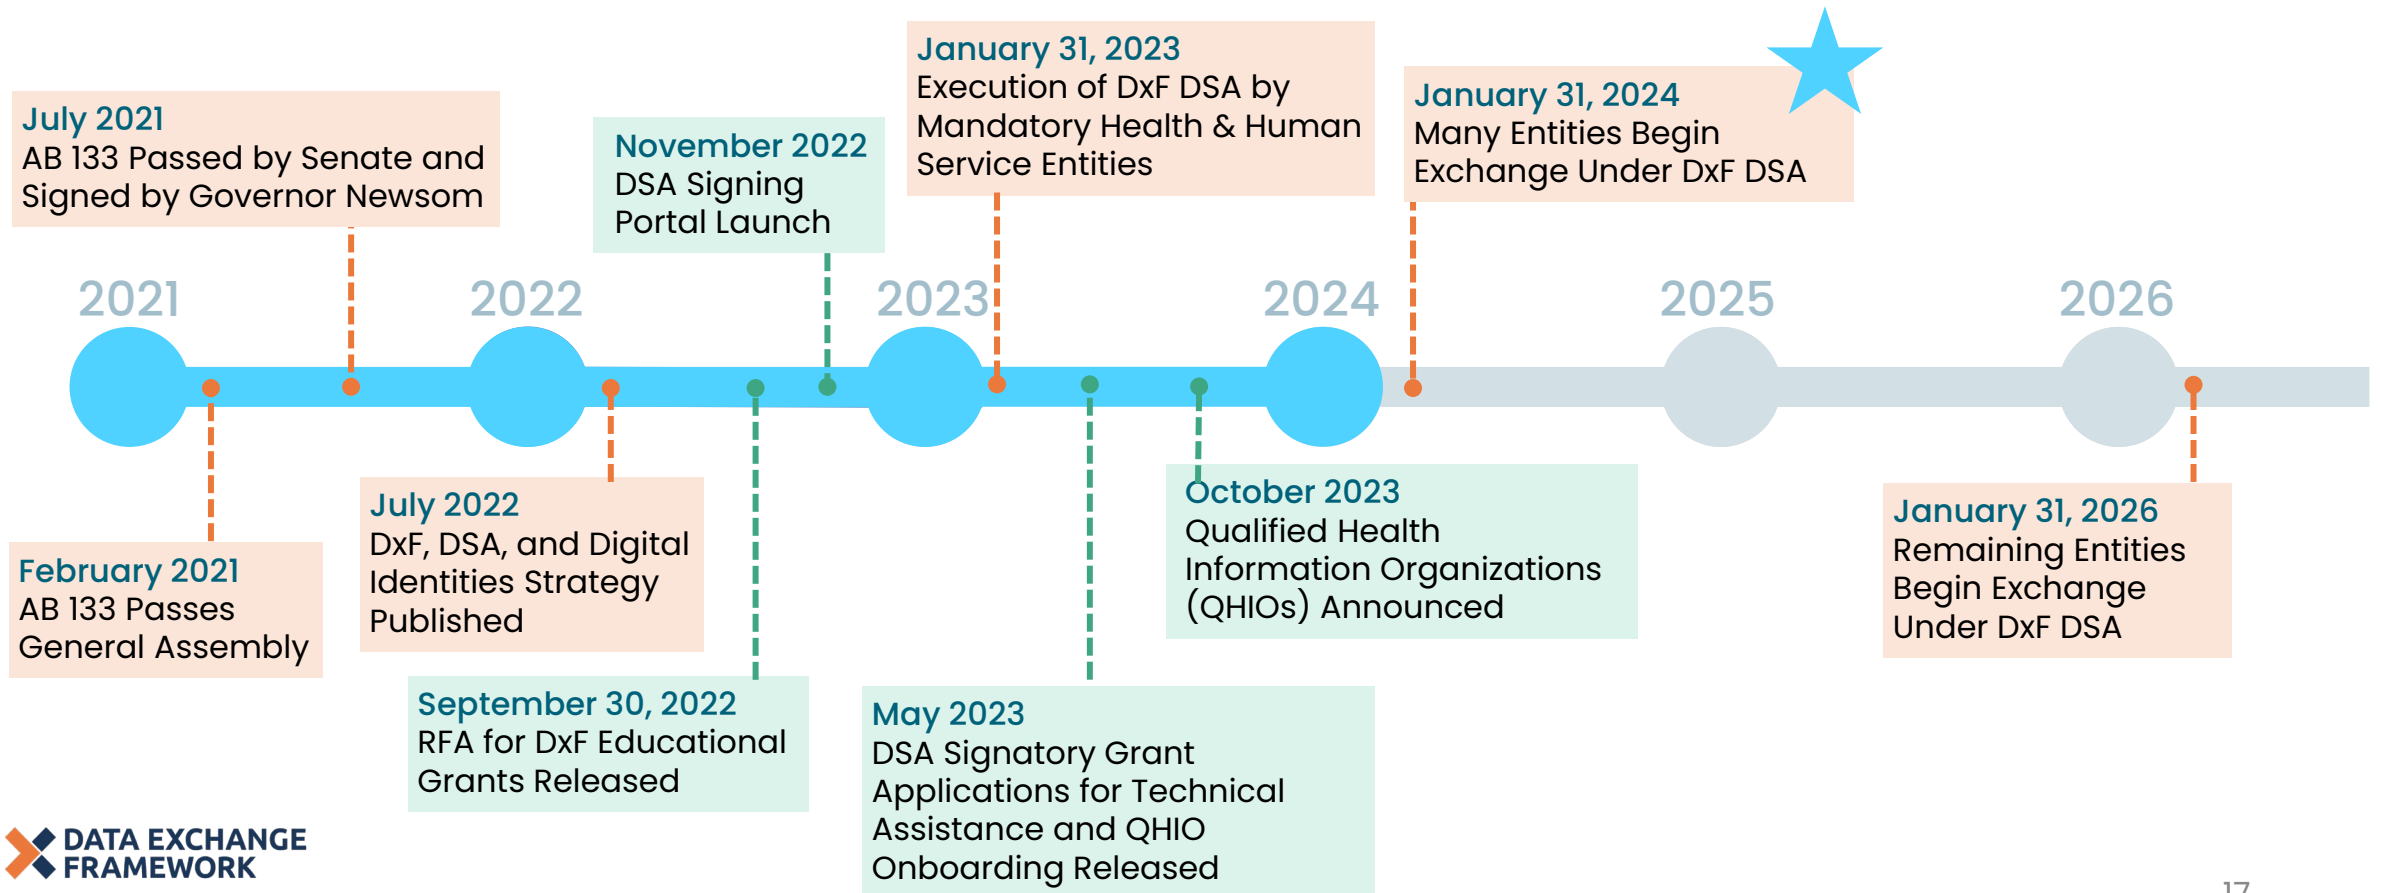 July 2021
AB 133 Passed by Senate and
Signed by Governor Newsom
November 2022
DSA Signing
Portal Launch
January 31, 2023
Execution of DxF DSA by
Mandatory Health & Human
Service Entities
January 31, 2024
Many Entities Begin
Exchange Under DxF DSA
2021
2022
2023
2024
2025
2026
February 2021
AB 133 Passes
General Assembly
July 2022
DxF, DSA, and Digital
Identities Strategy
Published
September 30, 2022
RFA for DxF Educational
Grants Released
May 2023
DSA Signatory Grant
Applications for Technical
Assistance and QHIO
Onboarding Released
October 2023
Qualified Health
Information Organizations
(QHIOs) Announced
January 31, 2026
Remaining Entities
Begin Exchange
Under DxF DSA
DATA EXCHANGE
FRAMEWORK
17